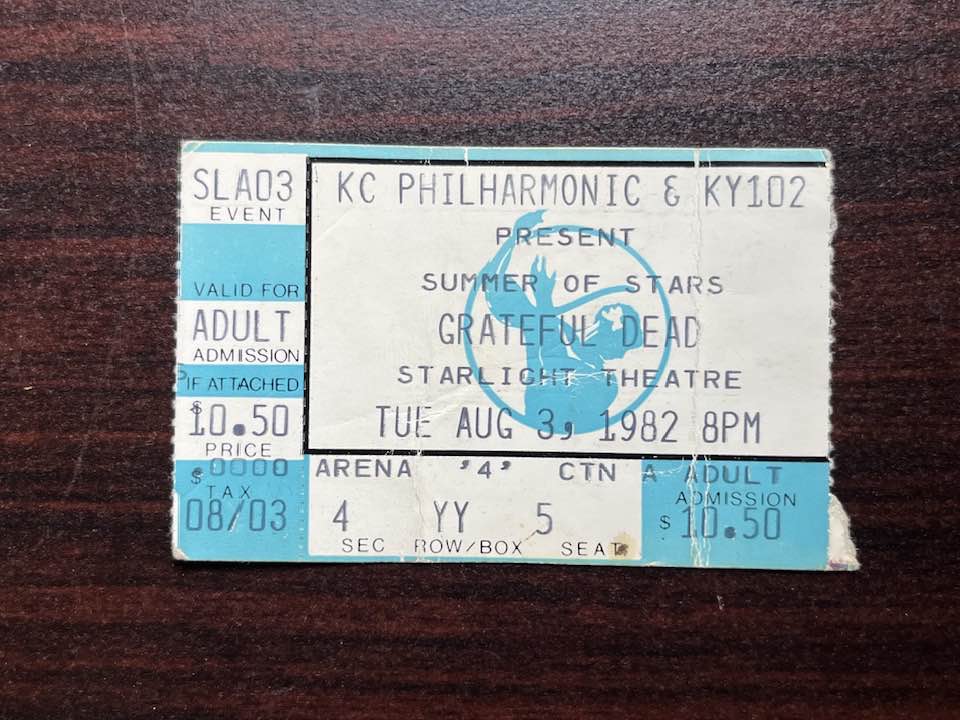 SLA03
EVENT
VALID FOR
ADULT
ADMISSION
IF ATTACHED
$10.50
PRICE
$.0000
TAX
08/03
KC PHILHARMONIC & KY102
PRESENT
SUMMER OF STARS
GRATEFUL DEAD
STARLIGHT THEATRE
TUE AUG 3, 1982 8PM
ARENA '4' CTN A ADULT
ADMISSION
4 YY 5 $ 10.50
SEC ROW/BOX SEAT